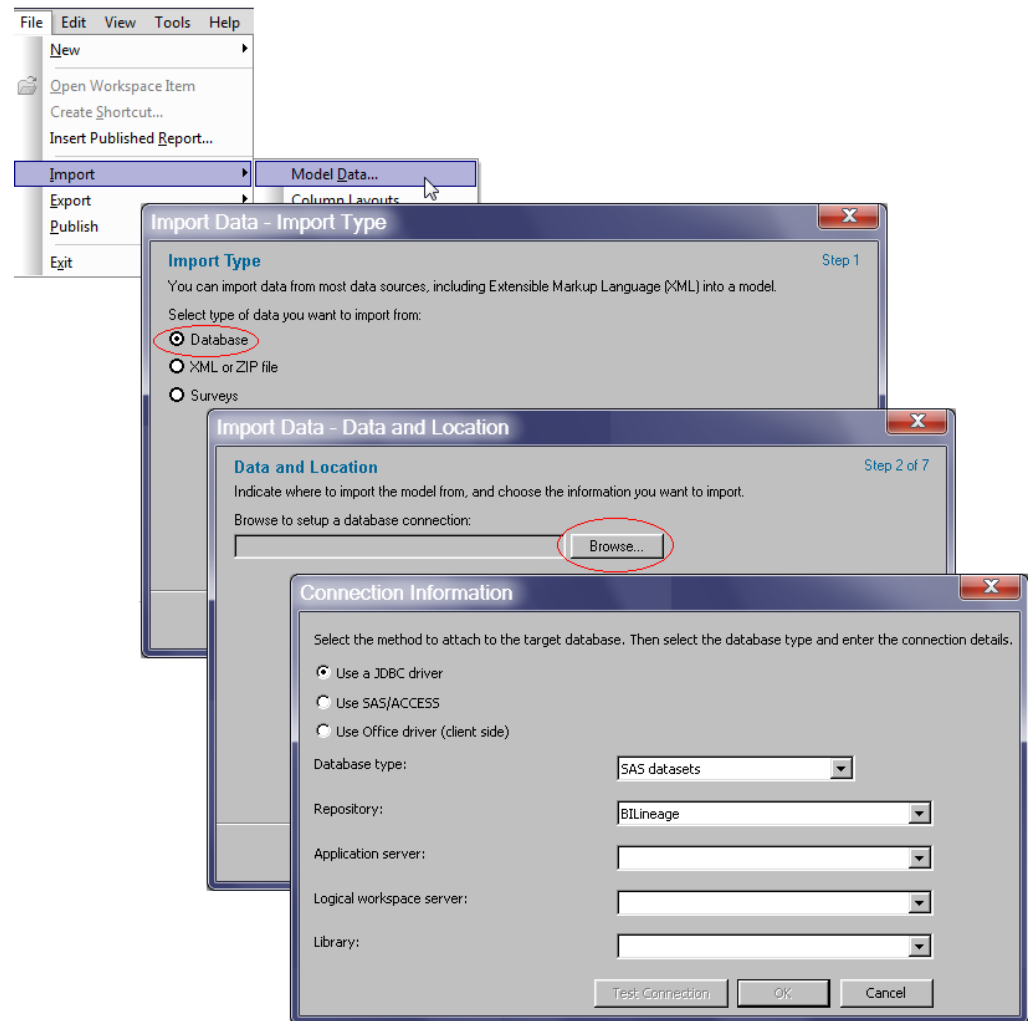 File Edit View Tools Help
New
Open Workspace Item
Create Shortcut...
Insert Published Report...
Import
Model Data...
Export
Column Layouts
Publish
Exit
Import Data - Import Type
Import Type
Step 1
You can import data from most data sources, including Extensible Markup Language (XML) into a model.
Select type of data you want to import from:
Database
XML or ZIP file
Surveys
Import Data - Data and Location
Data and Location
Step 2 of 7
Indicate where to import the model from, and choose the information you want to import.
Browse to setup a database connection:
Browse...
Connection Information
Select the method to attach to the target database. Then select the database type and enter the connection details.
Use a JDBC driver
Use SAS/ACCESS
Use Office driver (client side)
Database type:
SAS datasets
Repository:
BILineage
Application server:
Logical workspace server:
Library:
Test Connection
OK
Cancel